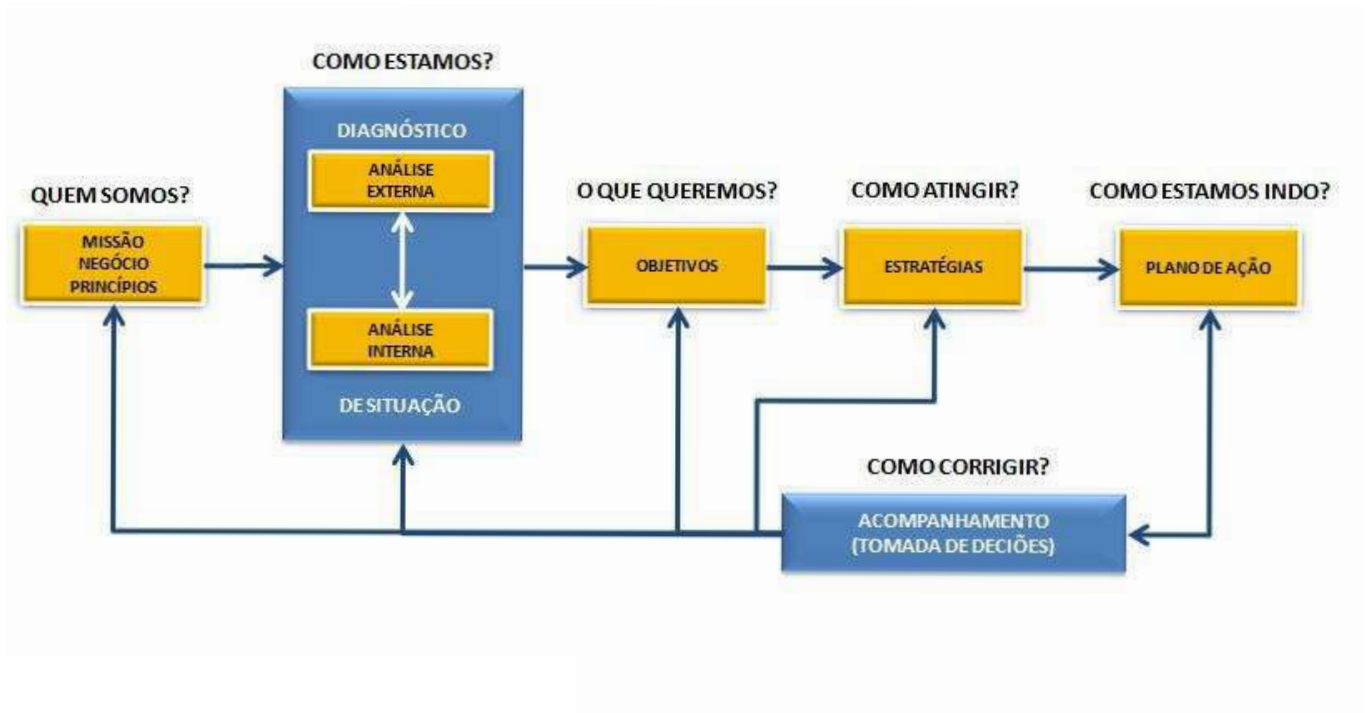 COMO ESTAMOS?
DIAGNÓSTICO
ANÁLISE
EXTERNA
ANÁLISE
INTERNA
DE SITUAÇÃO
QUEM SOMOS?
MISSÃO
NEGÓCIO
PRINCÍPIOS
O QUE QUEREMOS?
OBJETIVOS
COMO ATINGIR?
ESTRATÉGIAS
COMO ESTAMOS INDO?
PLANO DE AÇÃO
COMO CORRIGIR?
ACOMPANHAMENTO
(TOMADA DE DECIÕES)